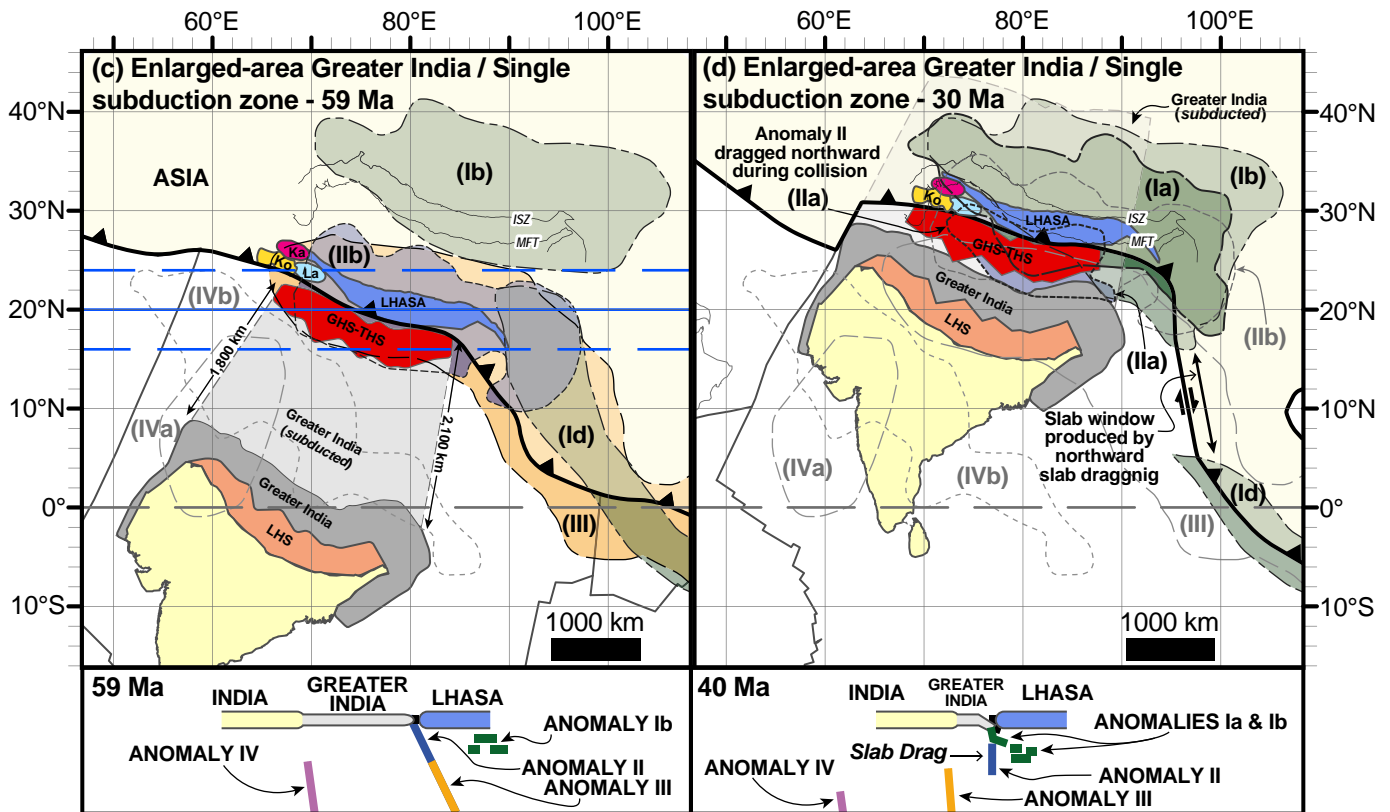 60°E 80°E 100°E 60°E 80°E 100°E
(c) Enlarged-area Greater India / Single
subduction zone - 59 Ma
40°N
30°N
20°N
10°N
0°
10°S
ASIA
(Ib)
ISZ
MFT
(IIb)
Ka
Ko
La
LHASA
(IVb)
GHS-THS
1,800 km
(IVa)
Greater India
(subducted)
2,100 km
(Id)
Greater India
LHS
(III)
1000 km
(d) Enlarged-area Greater India / Single
subduction zone - 30 Ma
Greater India
(subducted)
Anomaly II
dragged northward
during collision
(IIa)
(Ia)
(Ib)
Ko
LHASA
ISZ
MFT
GHS-THS
Greater India
LHS
(IIb)
(IIa)
Slab window
produced by
northward
slab draggnig
(IVa)
(IVb)
(Id)
(III)
1000 km
40°N
30°N
20°N
10°N
0°
10°S
59 Ma
INDIA
GREATER
INDIA
LHASA
ANOMALY Ib
ANOMALY IV
ANOMALY II
ANOMALY III
40 Ma
INDIA
GREATER
INDIA
LHASA
ANOMALIES Ia & Ib
Slab Drag
ANOMALY IV
ANOMALY II
ANOMALY III